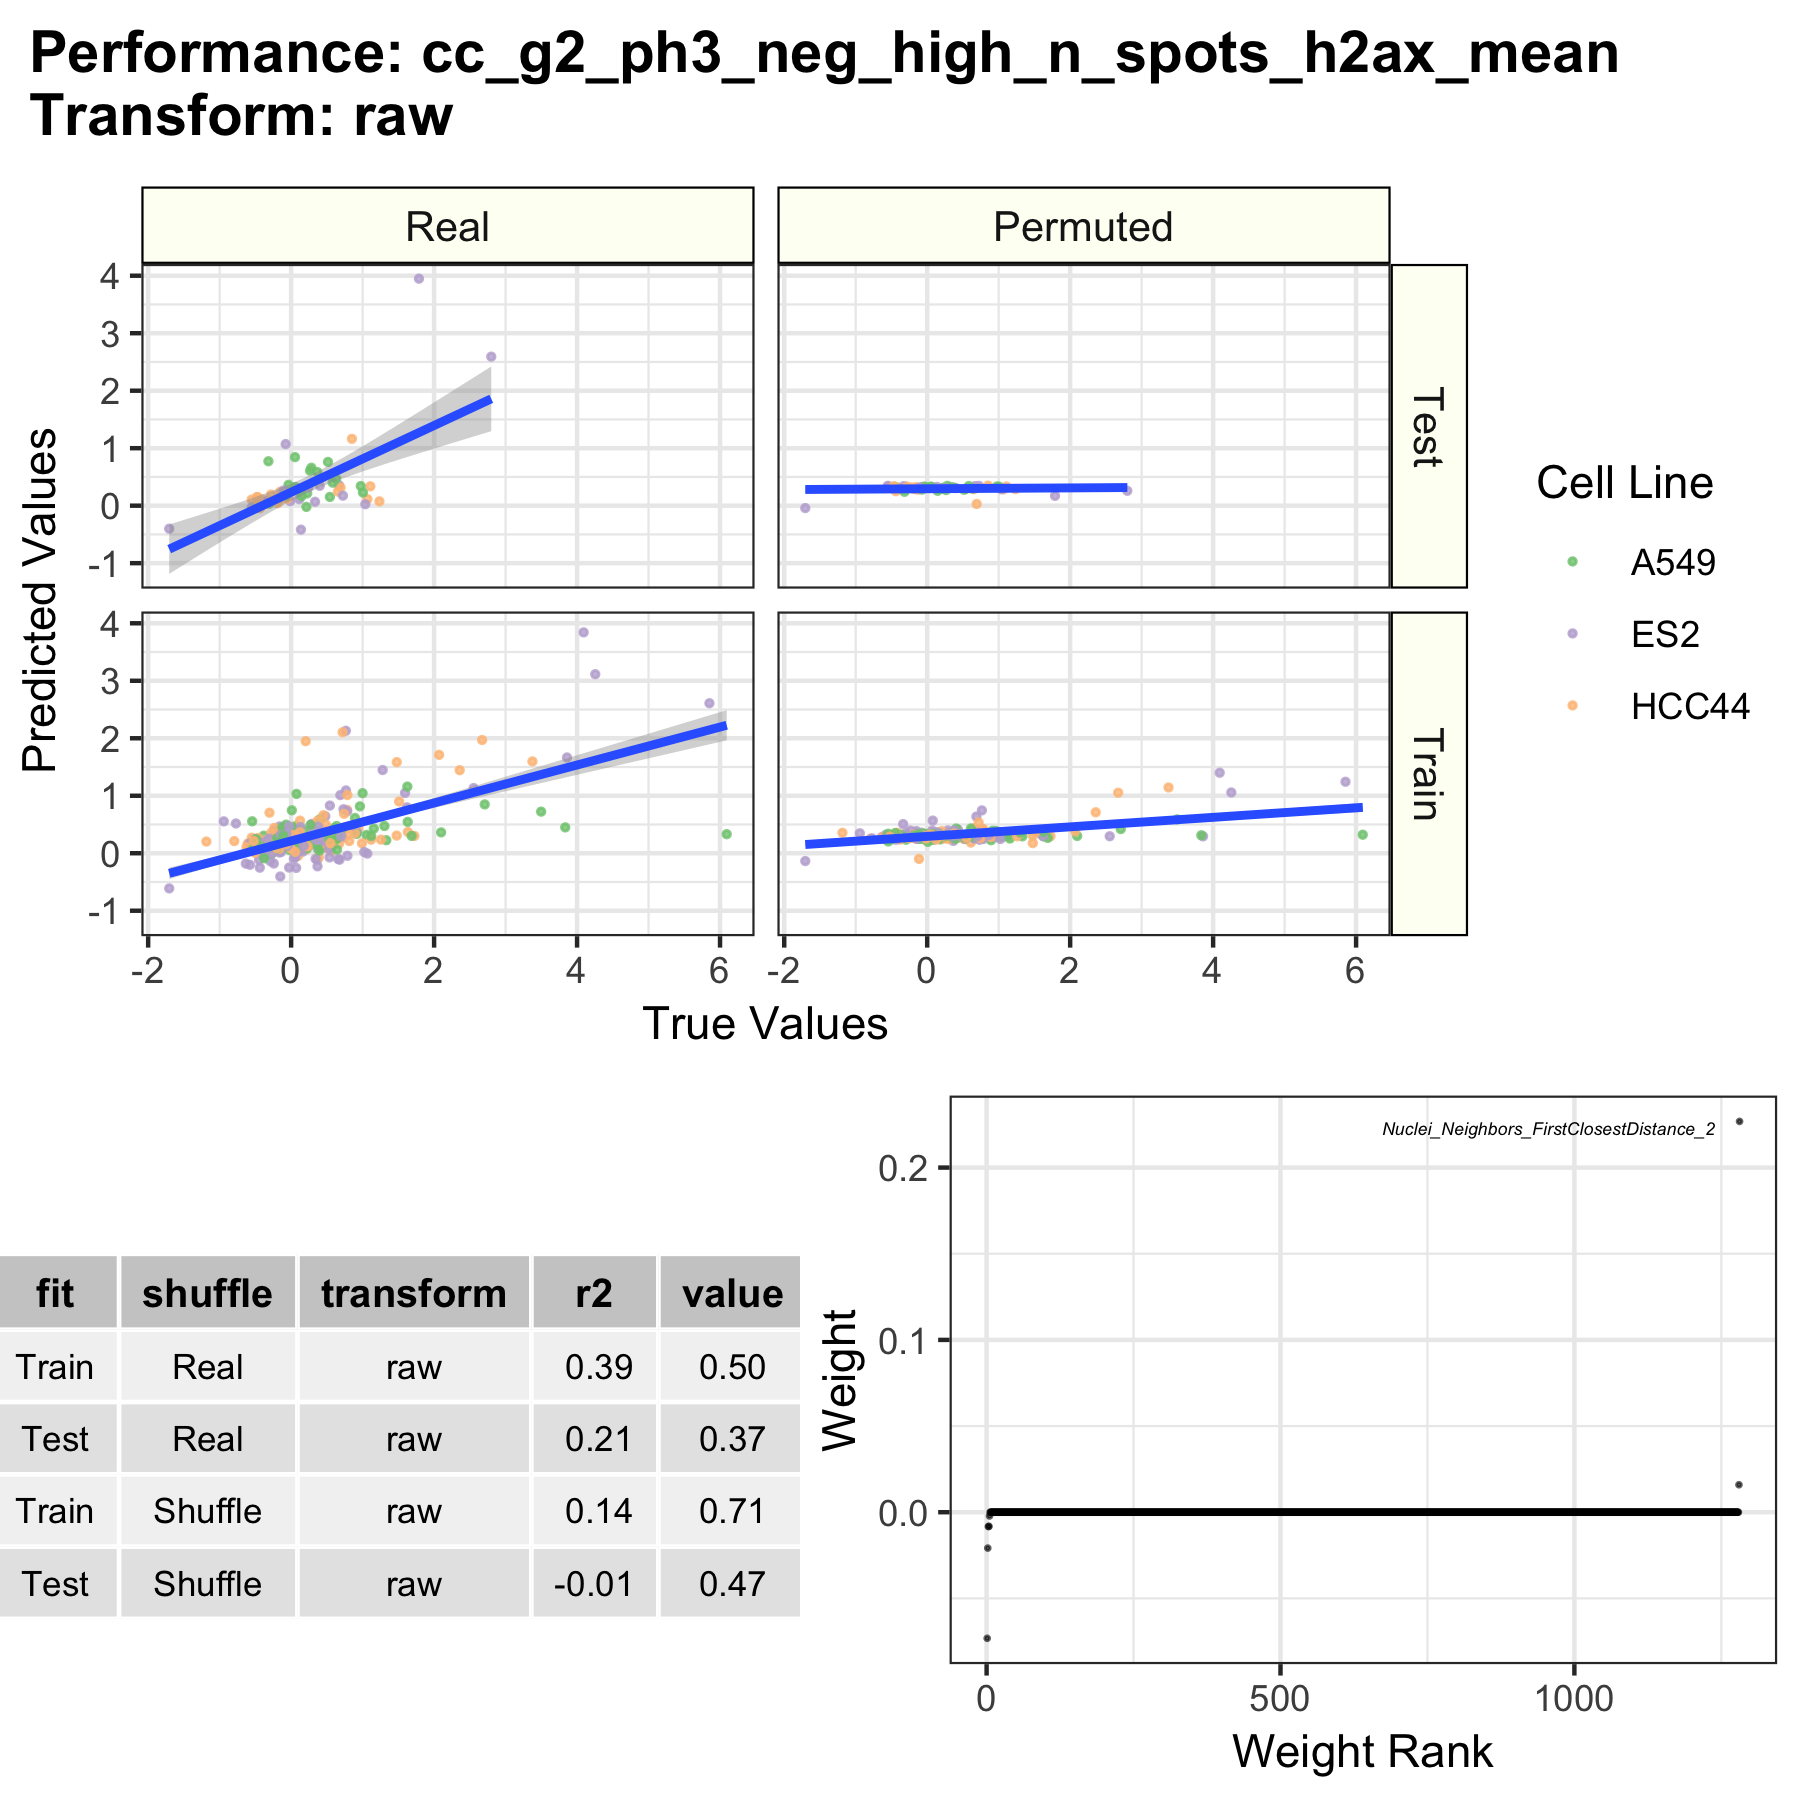 Performance: cc_g2_ph3_neg_high_n_spots_h2ax_mean
Transform: raw
Real
Permuted
4
3
2
1
0
-1
Test
4
3
2
1
0
-1
Train
-2
0
2
4
6
-2
0
2
4
6
True Values
Predicted Values
Cell Line
A549
ES2
HCC44
fit shuffle transform r2 value
Train Real raw 0.39 0.50
Test Real raw 0.21 0.37
Train Shuffle raw 0.14 0.71
Test Shuffle raw -0.01 0.47
Nuclei_Neighbors_FirstClosestDistance_2
0.2
0.1
0.0
Weight
0
500
1000
Weight Rank